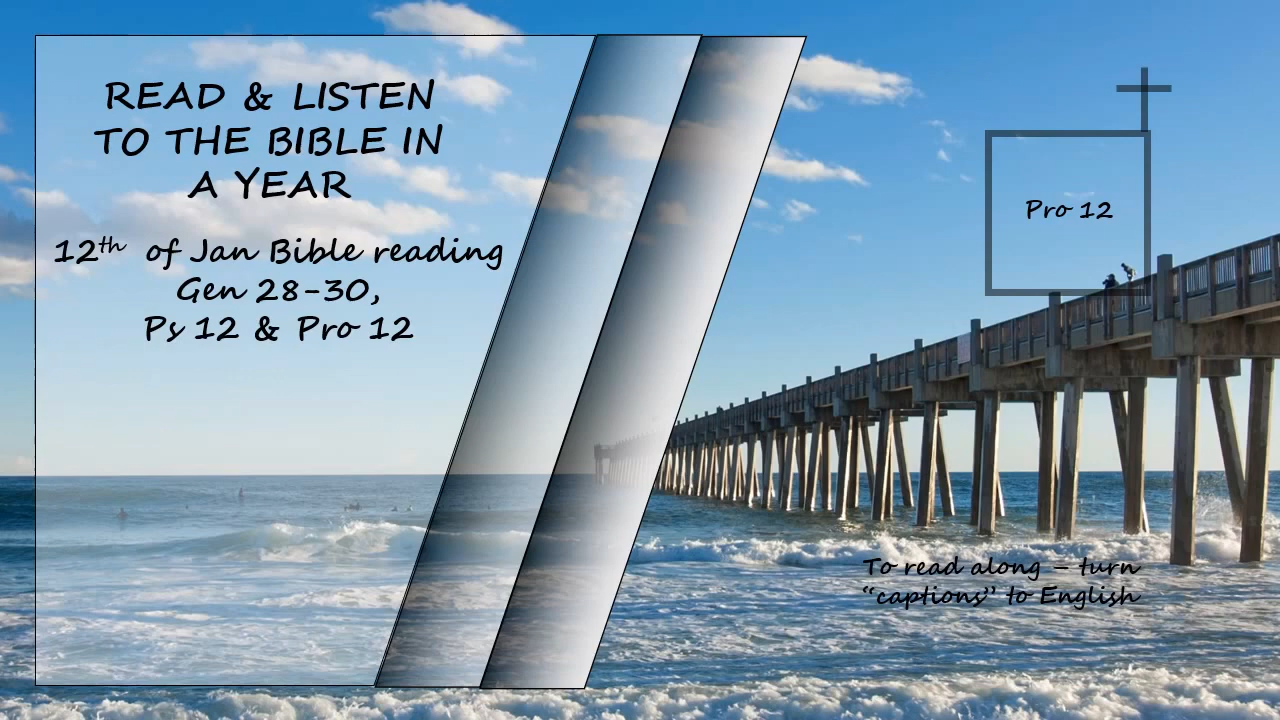 READ & LISTEN
TO THE BIBLE IN
A YEAR
12th of Jan Bible reading
Gen 28-30,
Ps 12 & Pro 12
Pro 12
To read along – turn
“captions” to English